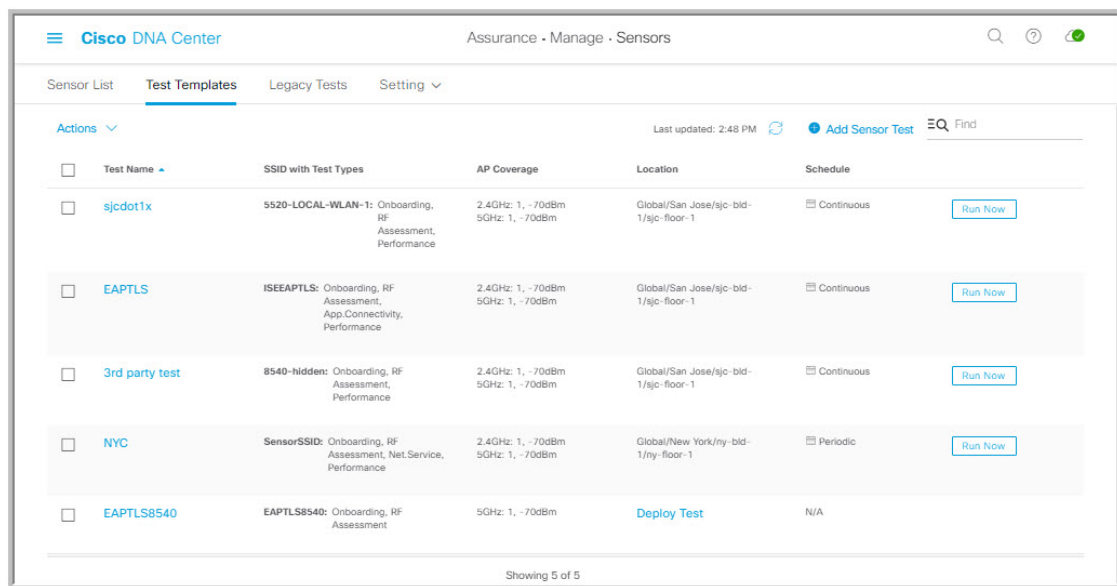 Cisco DNA Center
Assurance • Manage • Sensors
Sensor List Test Templates Legacy Tests Setting
Actions Last updated: 2:48 PM Add Sensor Test Find
Test Name SSID with Test Types AP Coverage Location Schedule
sjcdot1x 5520-LOCAL-WLAN-1: Onboarding, 2.4GHz: 1, -70dBm Global/San Jose/sjc-bld- Continuous Run Now
RF 5GHz: 1, -70dBm 1/sjc-floor-1
Assessment,
Performance
EAPTLS ISEEAPTLS: Onboarding, RF 2.4GHz: 1, -70dBm Global/San Jose/sjc-bld- Continuous Run Now
Assessment, 5GHz: 1, -70dBm 1/sjc-floor-1
App.Connectivity,
Performance
3rd party test 8540-hidden: Onboarding, RF 2.4GHz: 1, -70dBm Global/San Jose/sjc-bld- Continuous Run Now
Assessment, 5GHz: 1, -70dBm 1/sjc-floor-1
Performance
NYC SensorSSID: Onboarding, RF 2.4GHz: 1, -70dBm Global/New York/ny-bld- Periodic Run Now
Assessment, Net.Service, 5GHz: 1, -70dBm 1/ny-floor-1
Performance
EAPTLS8540 EAPTLS8540: Onboarding, RF 5GHz: 1, -70dBm Deploy Test N/A
Assessment
Showing 5 of 5